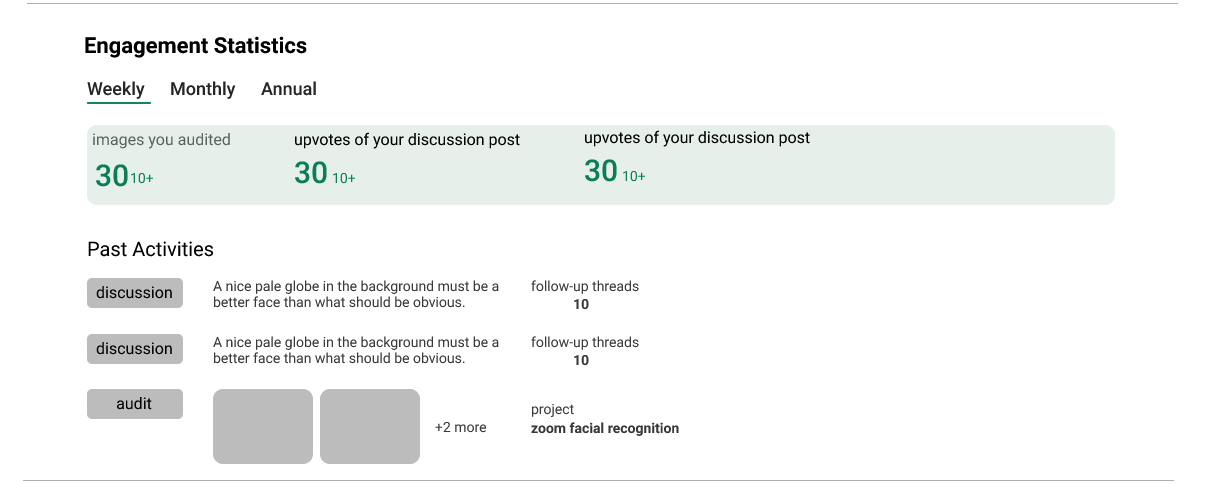 Engagement Statistics
Weekly Monthly Annual
images you audited upvotes of your discussion post upvotes of your discussion post
30 10+ 30 10+ 30 10+
Past Activities
discussion A nice pale globe in the background must be a follow-up threads
better face than what should be obvious. 10
discussion A nice pale globe in the background must be a follow-up threads
better face than what should be obvious. 10
audit project
+2 more zoom facial recognition